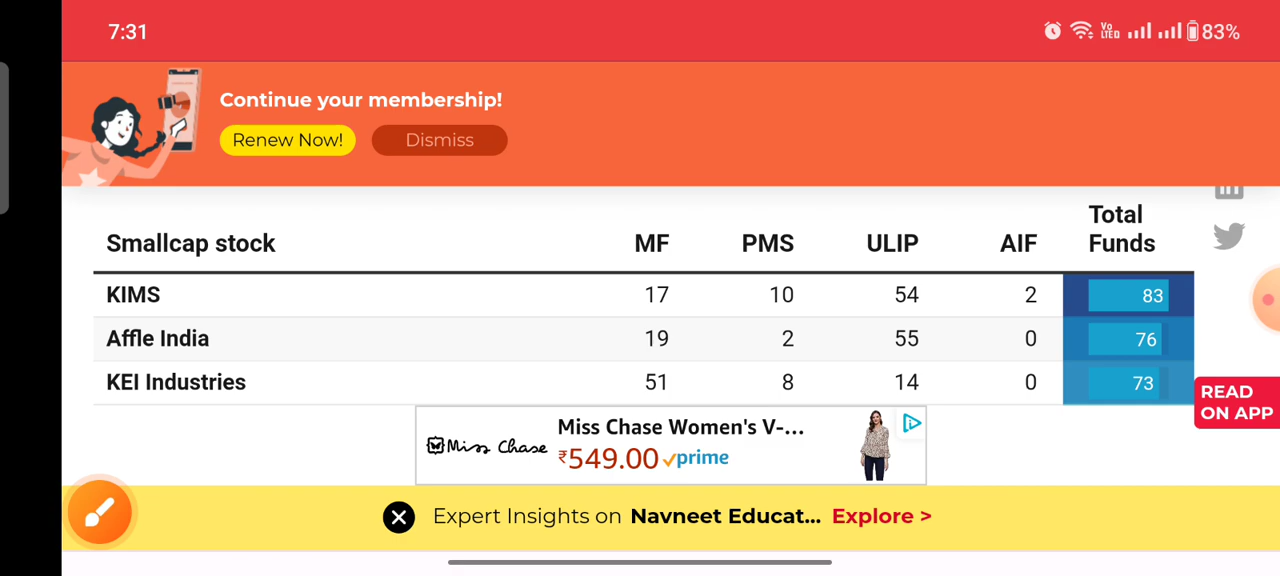 7:31
Vo
LTED
83%
Continue your membership!
Renew Now!
Dismiss
Smallcap stock MF PMS ULIP AIF Total Funds
KIMS 17 10 54 2 83
Affle India 19 2 55 0 76
KEI Industries 51 8 14 0 73
READ
ON APP
Miss Chase
Miss Chase Women's V-...
₹549.00 prime
Expert Insights on Navneet Educat... Explore >